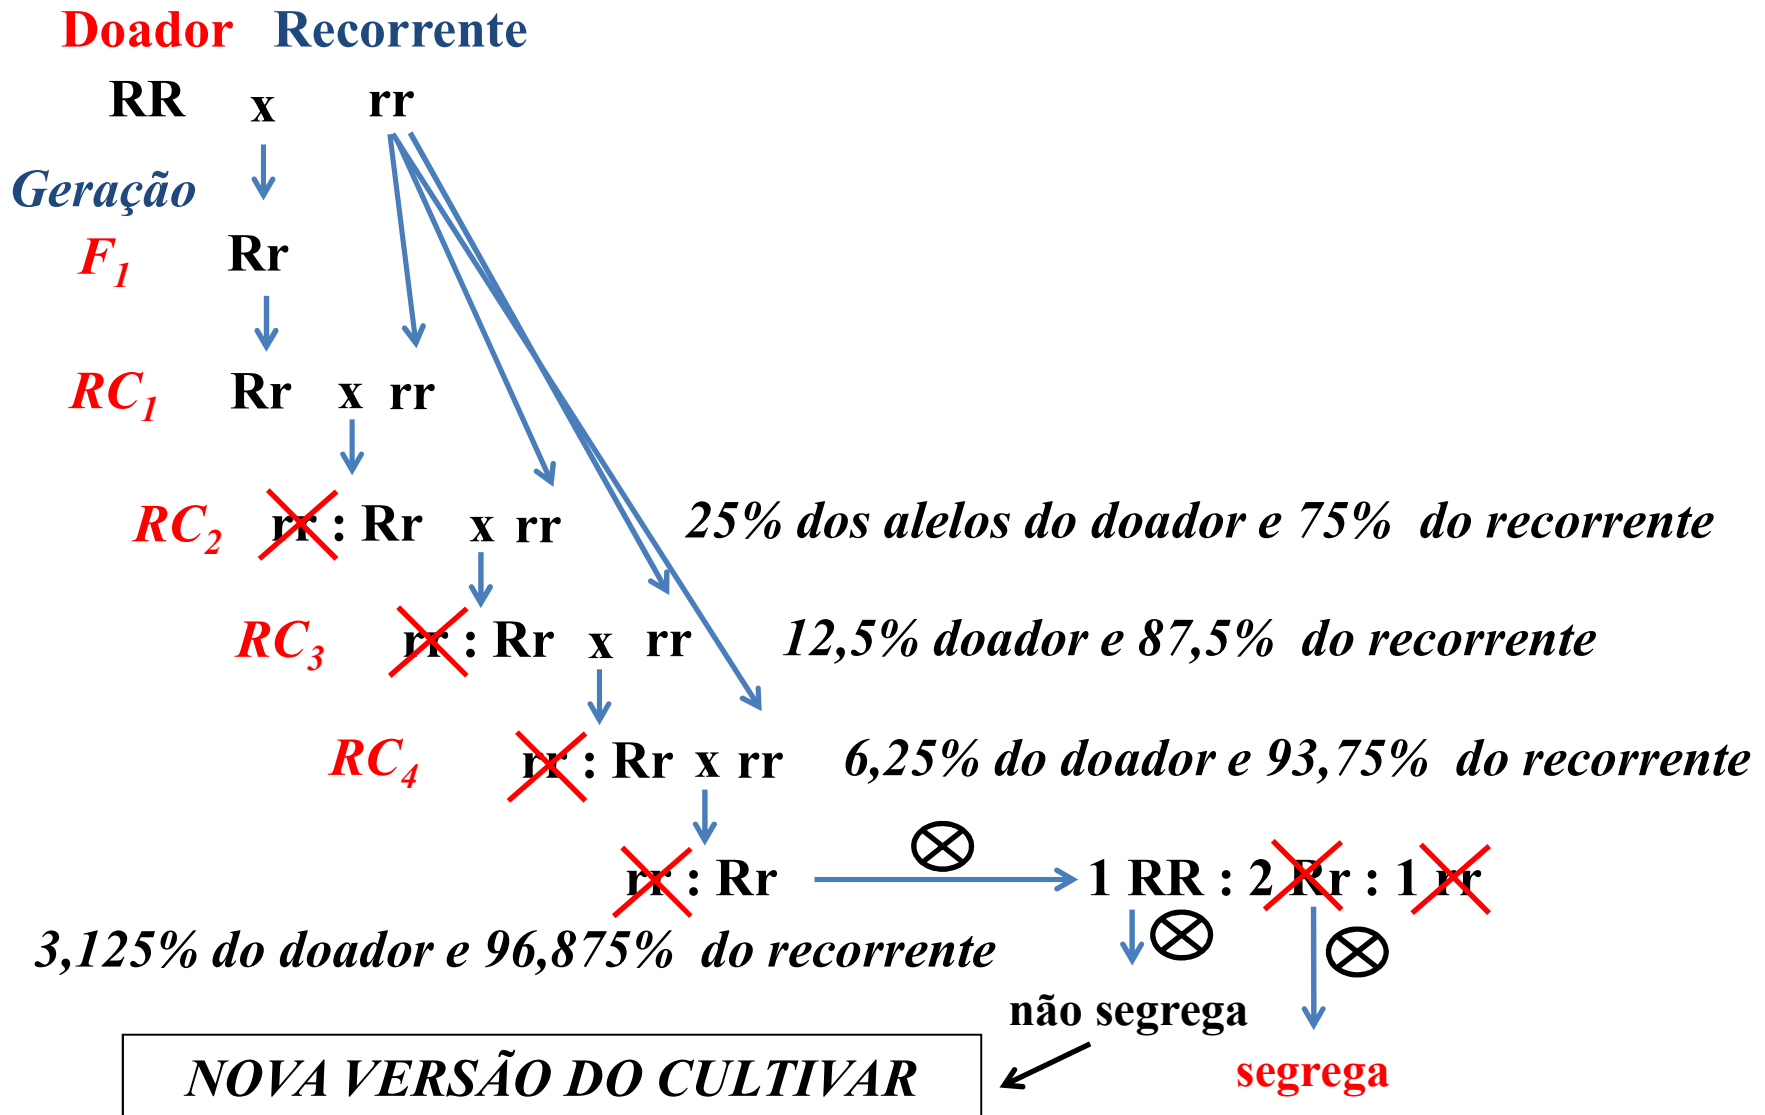 Doador Recorrente
RR x rr
Geração
F1 Rr
RC1 Rr x rr
RC2 rr : Rr x rr 25% dos alelos do doador e 75% do recorrente
RC3 rr : Rr x rr 12,5% doador e 87,5% do recorrente
RC4 rr : Rr x rr 6,25% do doador e 93,75% do recorrente
rr : Rr 1 RR : 2 Rr : 1 rr
3,125% do doador e 96,875% do recorrente
não segrega
NOVA VERSÃO DO CULTIVAR
segrega